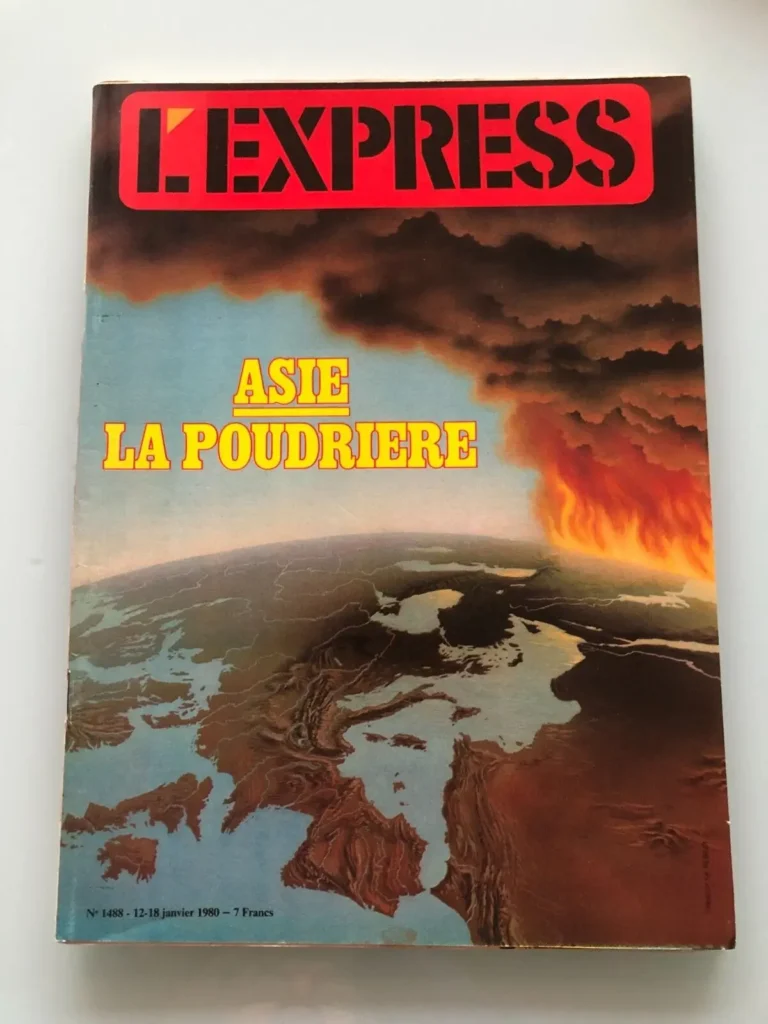 L'EXPRESS
ASIE
LA POUDRIERE
N° 1488 - 12-18 janvier 1980 – 7 Francs